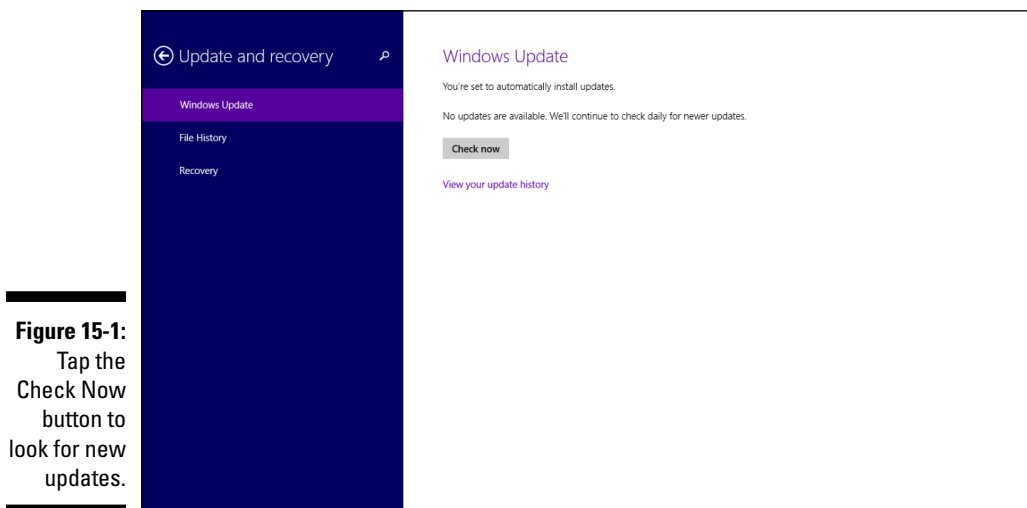 Update and recovery
Windows Update
File History
Recovery
Windows Update
You're set to automatically install updates.
No updates are available. We'll continue to check daily for newer updates.
Check now
View your update history
Figure 15-1:
Tap the
Check Now
button to
look for new
updates.